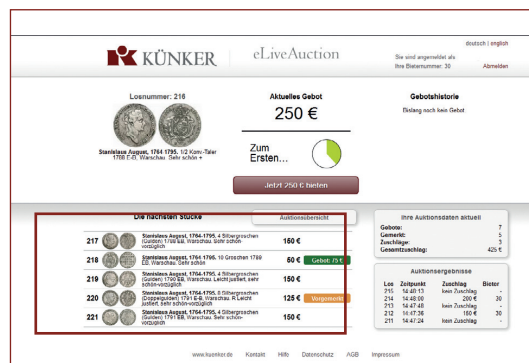 deutsch | english
KÜNKER
eLiveAuction
Sie sind angemeldet als:
Ihre Bieternummer: 30
Abmelden
Losnummer: 216
Stanislaus August, 1764-1795. 1/2 Konv.-Taler
1788 E-B, Warschau. Sehr schön +
Aktuelles Gebot
250 €
Zum
Ersten...
Jetzt 250 € bieten
Gebotshistorie
Bislang noch kein Gebot
Die nächsten Stücke
Auktionsübersicht
217
Stanislaus August, 1764-1795. 4 Silbergroschen
(Gulden) 1788 EB, Warschau. Sehr schön-
vorzüglich
150 €
218
Stanislaus August, 1764-1795. 10 Groschen 1789
EB, Warschau. Sehr schön
50 €
Gebot: 75 €
219
Stanislaus August, 1764-1795. 4 Silbergroschen
(Gulden) 1790 EB, Warschau. Leicht justiert, sehr
schön-vorzüglich
150 €
220
Stanislaus August, 1764-1795. 8 Silbergroschen
(Doppelgulden) 1791 E-B, Warschau. R Leicht
justiert, sehr schön-vorzüglich
125 €
Vorgemerkt
221
Stanislaus August, 1764-1795. 4 Silbergroschen
(Gulden) 1791 EB, Warschau. Sehr schön-
vorzüglich
150 €
Ihre Auktionsdaten aktuell
Gebote: 7
Gemerkt: 5
Zuschläge: 3
Gesamtzuschlag: 425 €
Auktionsergebnisse
Los Zeitpunkt Zuschlag Bieter
215 14:48:13 kein Zuschlag -
214 14:48:00 200 € 30
213 14:47:48 kein Zuschlag -
212 14:47:36 150 € 30
211 14:47:24 kein Zuschlag -
www.kuenker.de Kontakt Hilfe Datenschutz AGB Impressum